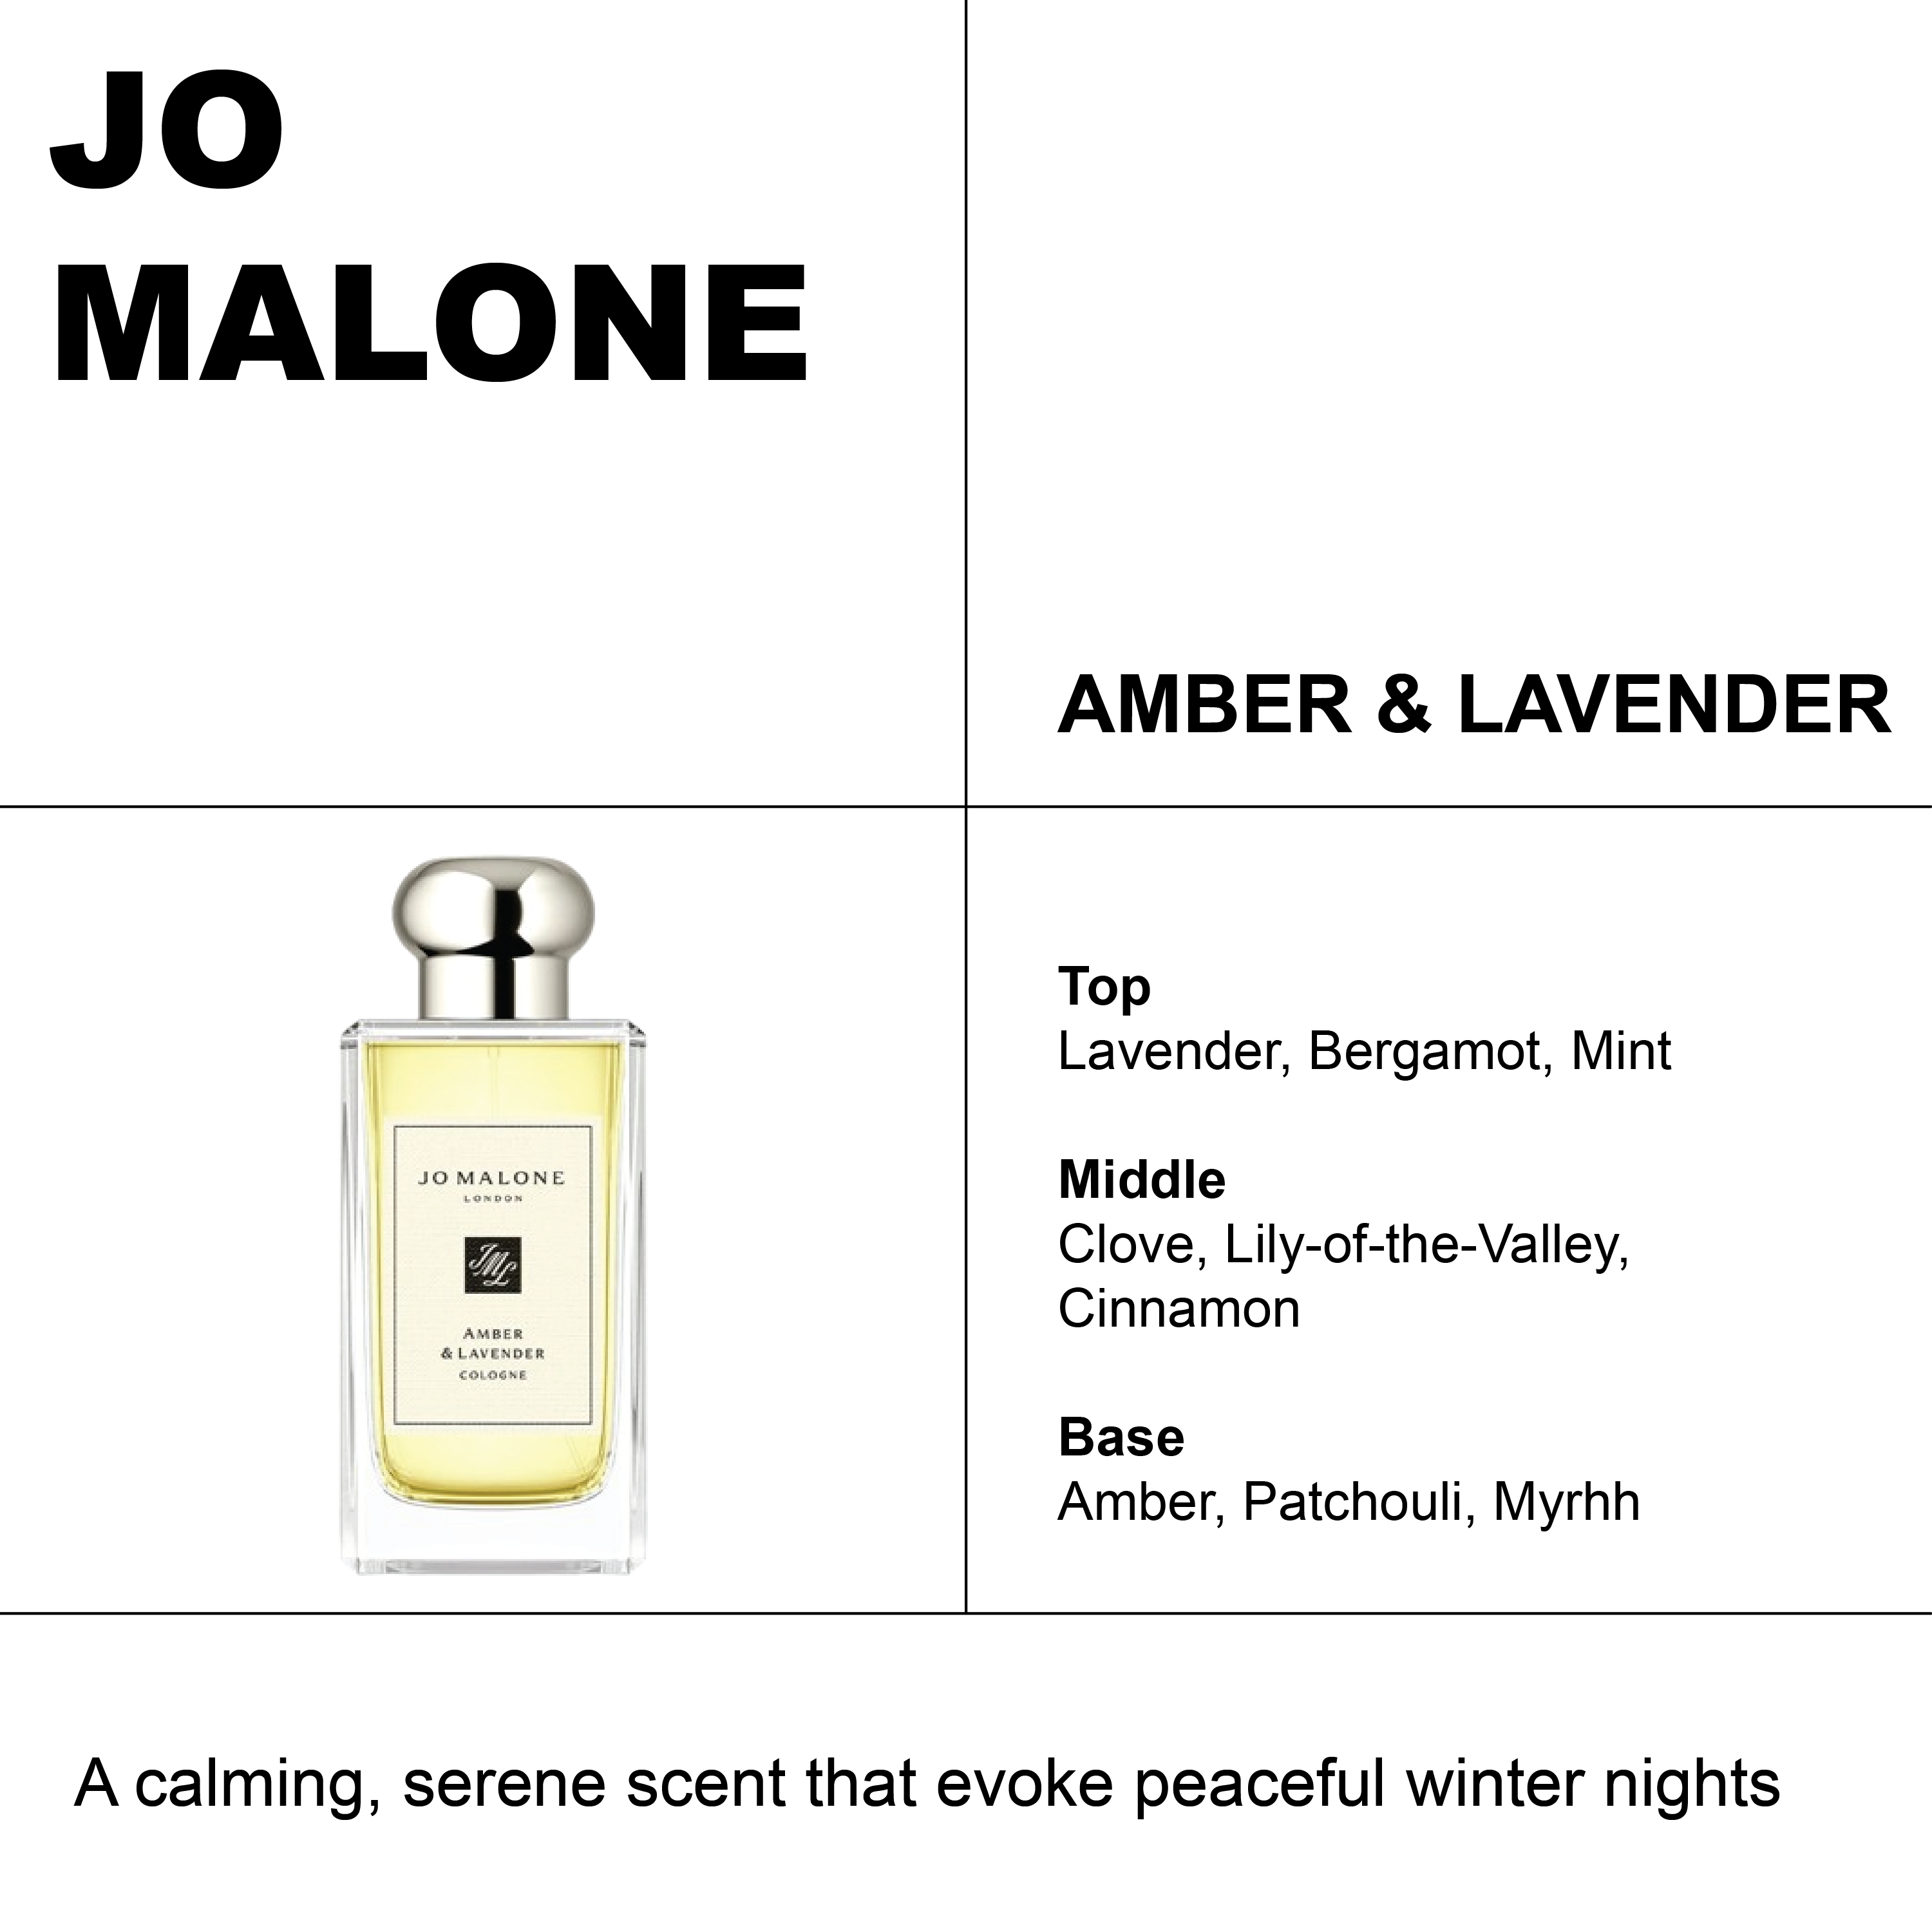 JO
MALONE
AMBER & LAVENDER
JO MALONE
LONDON
JML
AMBER
& LAVENDER
COLOGNE
Top
Lavender, Bergamot, Mint
Middle
Clove, Lily-of-the-Valley,
Cinnamon
Base
Amber, Patchouli, Myrhh
A calming, serene scent that evoke peaceful winter nights